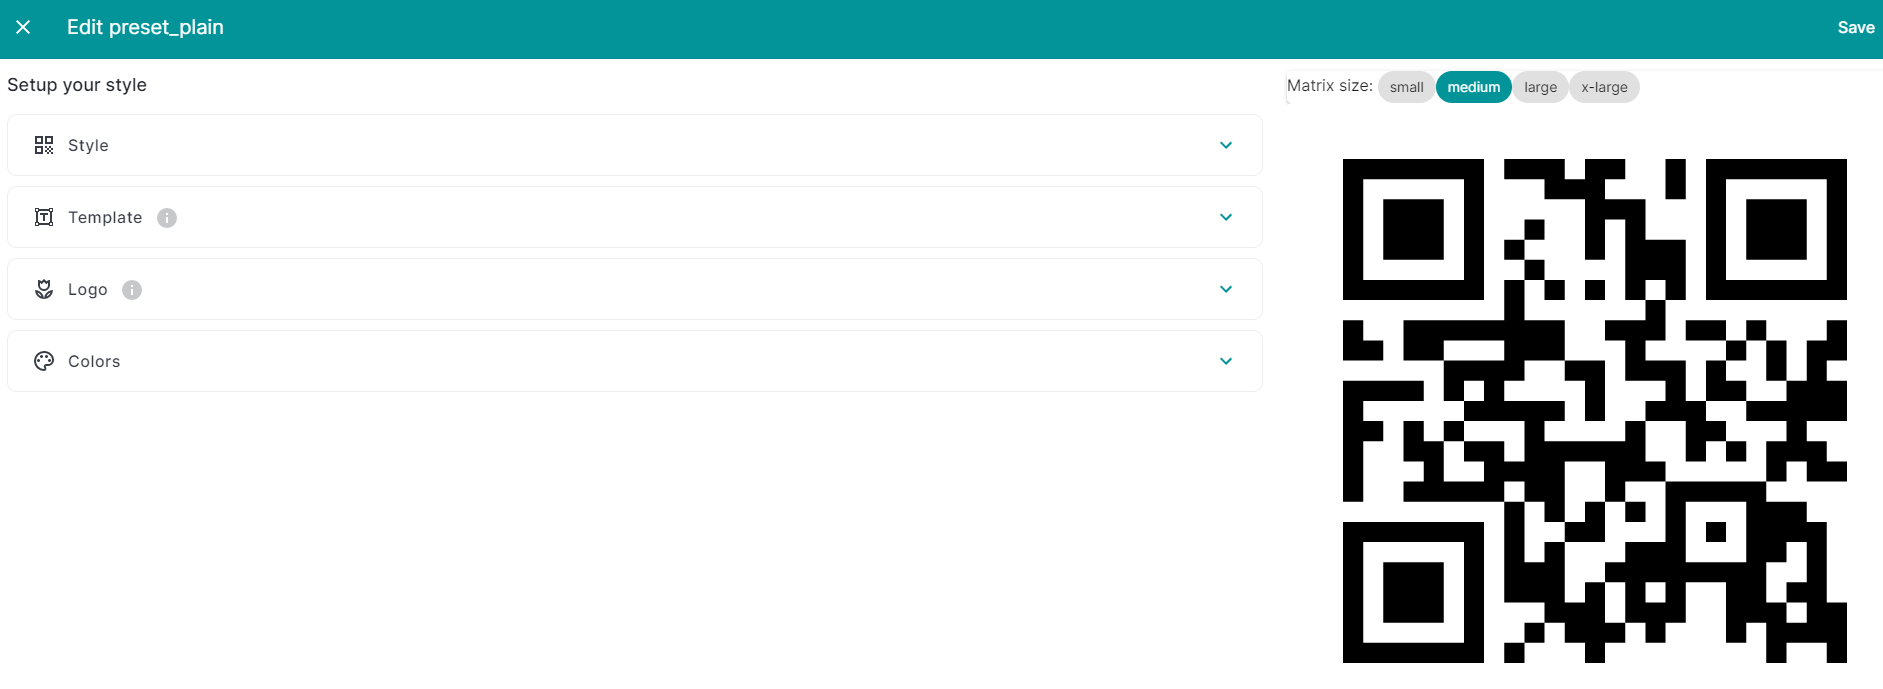 Edit preset_plain
Save
Setup your style
Matrix size: small medium large x-large
Style
Template
Logo
Colors